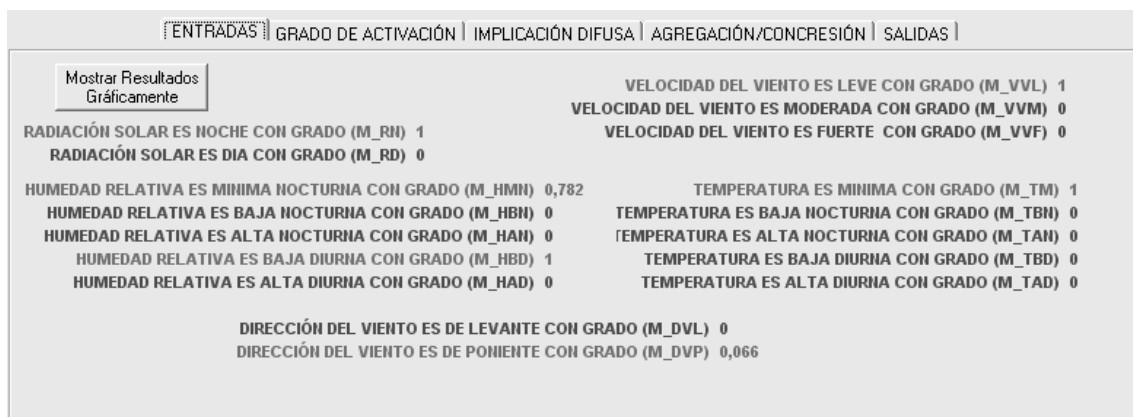 ENTRADAS GRADO DE ACTIVACIÓN IMPLICACIÓN DIFUSA AGREGACIÓN/CONCRESIÓN SALIDAS
Mostrar Resultados
Gráficamente
RADIACIÓN SOLAR ES NOCHE CON GRADO (M_RN) 1
RADIACIÓN SOLAR ES DIA CON GRADO (M_RD) 0
VELOCIDAD DEL VIENTO ES LEVE CON GRADO (M_VVL) 1
VELOCIDAD DEL VIENTO ES MODERADA CON GRADO (M_VVM) 0
VELOCIDAD DEL VIENTO ES FUERTE CON GRADO (M_VVF) 0
HUMEDAD RELATIVA ES MINIMA NOCTURNA CON GRADO (M_HMN) 0,782
HUMEDAD RELATIVA ES BAJA NOCTURNA CON GRADO (M_HBN) 0
HUMEDAD RELATIVA ES ALTA NOCTURNA CON GRADO (M_HAN) 0
HUMEDAD RELATIVA ES BAJA DIURNA CON GRADO (M_HBD) 1
HUMEDAD RELATIVA ES ALTA DIURNA CON GRADO (M_HAD) 0
TEMPERATURA ES MINIMA CON GRADO (M_TM) 1
TEMPERATURA ES BAJA NOCTURNA CON GRADO (M_TBN) 0
TEMPERATURA ES ALTA NOCTURNA CON GRADO (M_TAN) 0
TEMPERATURA ES BAJA DIURNA CON GRADO (M_TBD) 0
TEMPERATURA ES ALTA DIURNA CON GRADO (M_TAD) 0
DIRECCIÓN DEL VIENTO ES DE LEVANTE CON GRADO (M_DVL) 0
DIRECCIÓN DEL VIENTO ES DE PONIENTE CON GRADO (M_DVP) 0,066